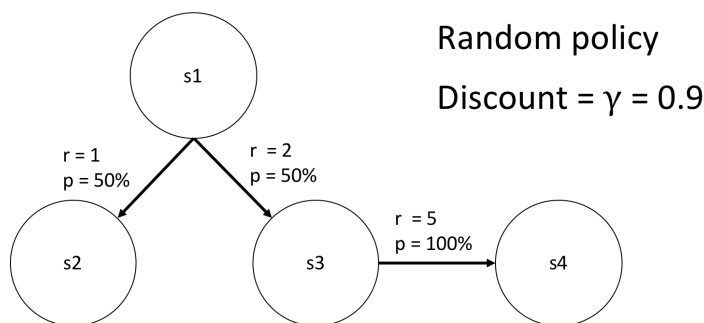 Random policy
Discount = γ = 0.9
s1
r = 1
p = 50%
r = 2
p = 50%
r = 5
p = 100%
s2
s3
s4